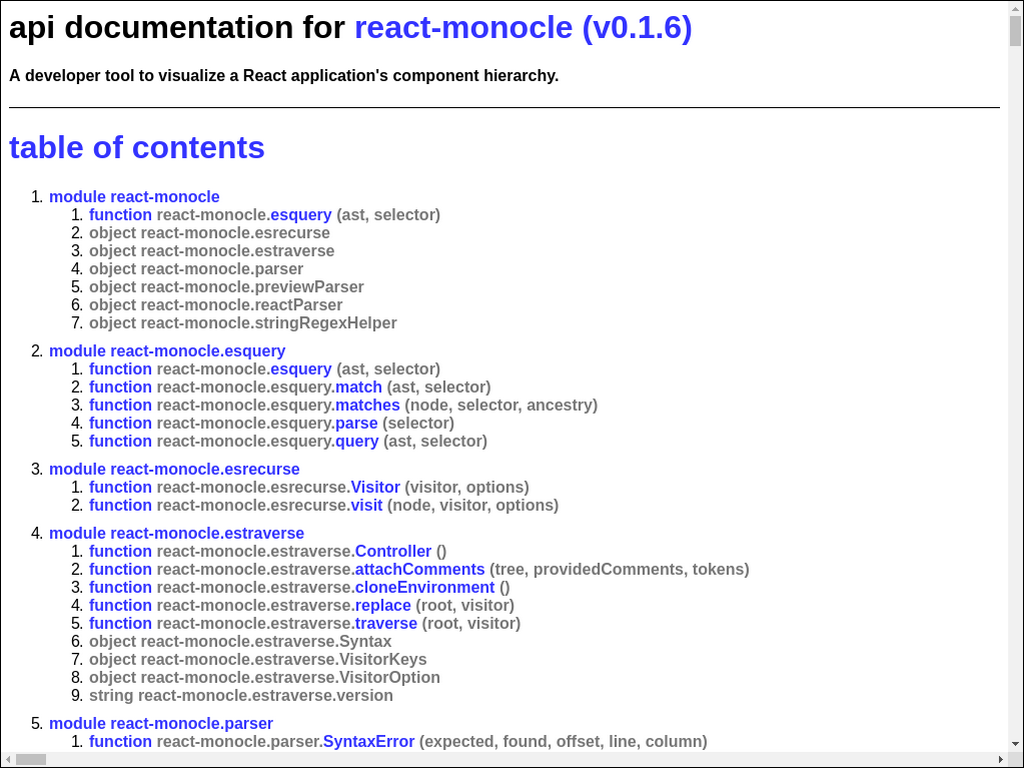 api documentation for react-monocle (v0.1.6)
A developer tool to visualize a React application's component hierarchy.
table of contents
1. module react-monocle
1. function react-monocle.esquery (ast, selector)
2. object react-monocle.esrecurse
3. object react-monocle.estraverse
4. object react-monocle.parser
5. object react-monocle.previewParser
6. object react-monocle.reactParser
7. object react-monocle.stringRegexHelper
2. module react-monocle.esquery
1. function react-monocle.esquery (ast, selector)
2. function react-monocle.esquery.match (ast, selector)
3. function react-monocle.esquery.matches (node, selector, ancestry)
4. function react-monocle.esquery.parse (selector)
5. function react-monocle.esquery.query (ast, selector)
3. module react-monocle.esrecurse
1. function react-monocle.esrecurse.Visitor (visitor, options)
2. function react-monocle.esrecurse.visit (node, visitor, options)
4. module react-monocle.estraverse
1. function react-monocle.estraverse.Controller ()
2. function react-monocle.estraverse.attachComments (tree, providedComments, tokens)
3. function react-monocle.estraverse.cloneEnvironment ()
4. function react-monocle.estraverse.replace (root, visitor)
5. function react-monocle.estraverse.traverse (root, visitor)
6. object react-monocle.estraverse.Syntax
7. object react-monocle.estraverse.VisitorKeys
8. object react-monocle.estraverse.VisitorOption
9. string react-monocle.estraverse.version
5. module react-monocle.parser
1. function react-monocle.parser.SyntaxError (expected, found, offset, line, column)